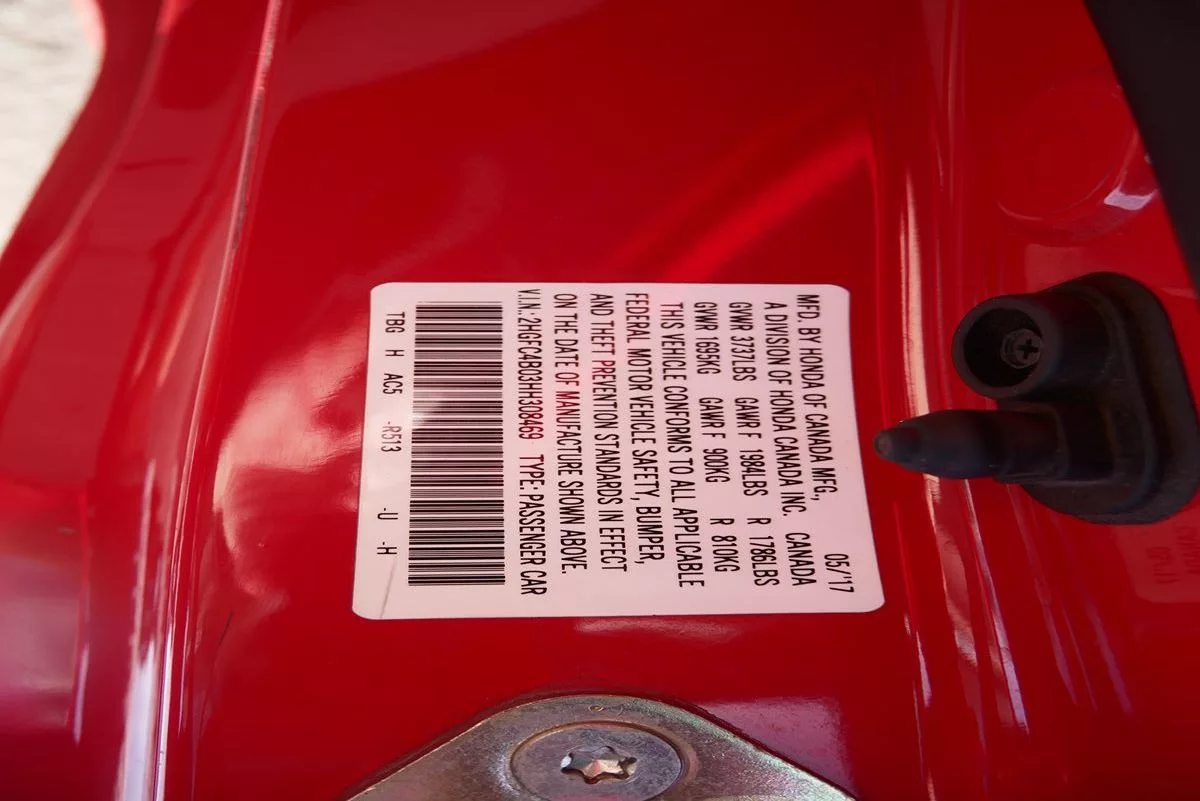 05/'17
MFD. BY HONDA OF CANADA MFG.,
A DIVISION OF HONDA CANADA INC. CANADA
GVWR 3737LBS GAWR F 1984LBS R 1786LBS
GVWR 1695KG GAWR F 900KG R 810KG
THIS VEHICLE CONFORMS TO ALL APPLICABLE
FEDERAL MOTOR VEHICLE SAFETY, BUMPER,
AND THEFT PREVENTION STANDARDS IN EFFECT
ON THE DATE OF MANUFACTURE SHOWN ABOVE.
V.I.N.:2HGFC4B03HH308469 TYPE:PASSENGER CAR
TBG H AC5 -R513 -U -H